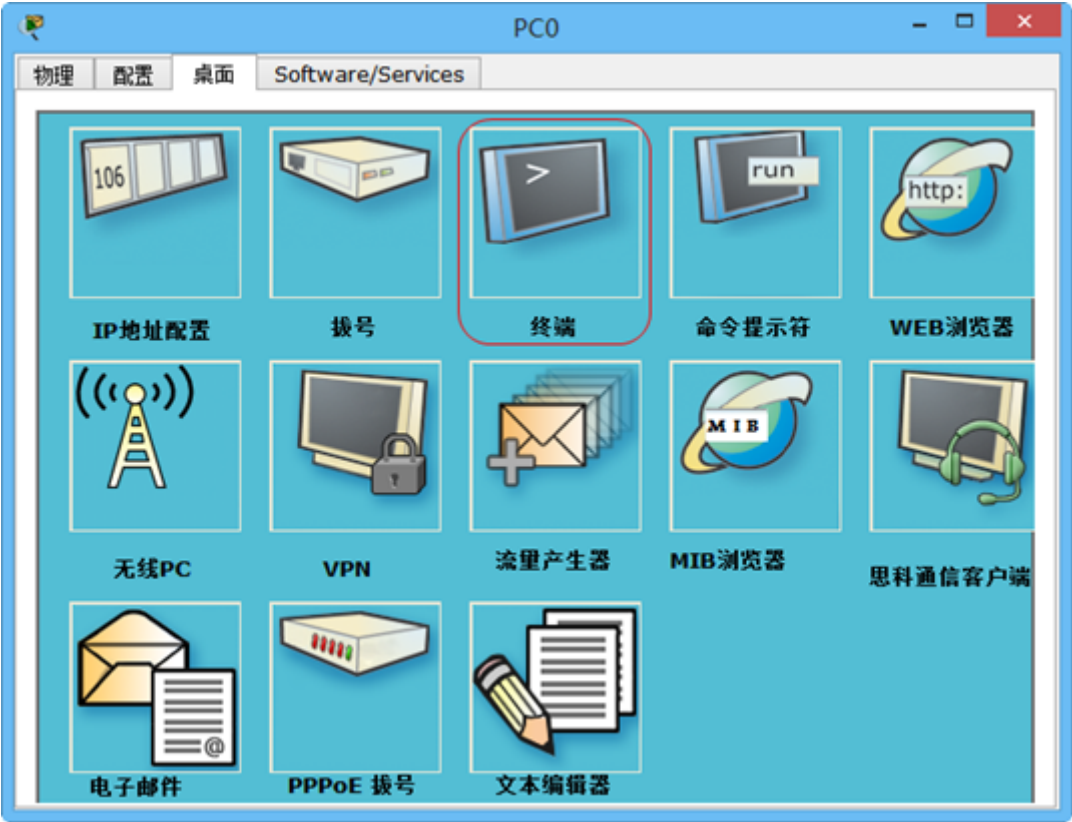 PC0
物理 配置 桌面 Software/Services
106
>
run
http:
IP地址配置 拨号 终端 命令提示符 WEB浏览器
MIB
无线PC VPN 流量产生器 MIB浏览器 思科通信客户端
@
电子邮件 PPPoE 拨号 文本编辑器